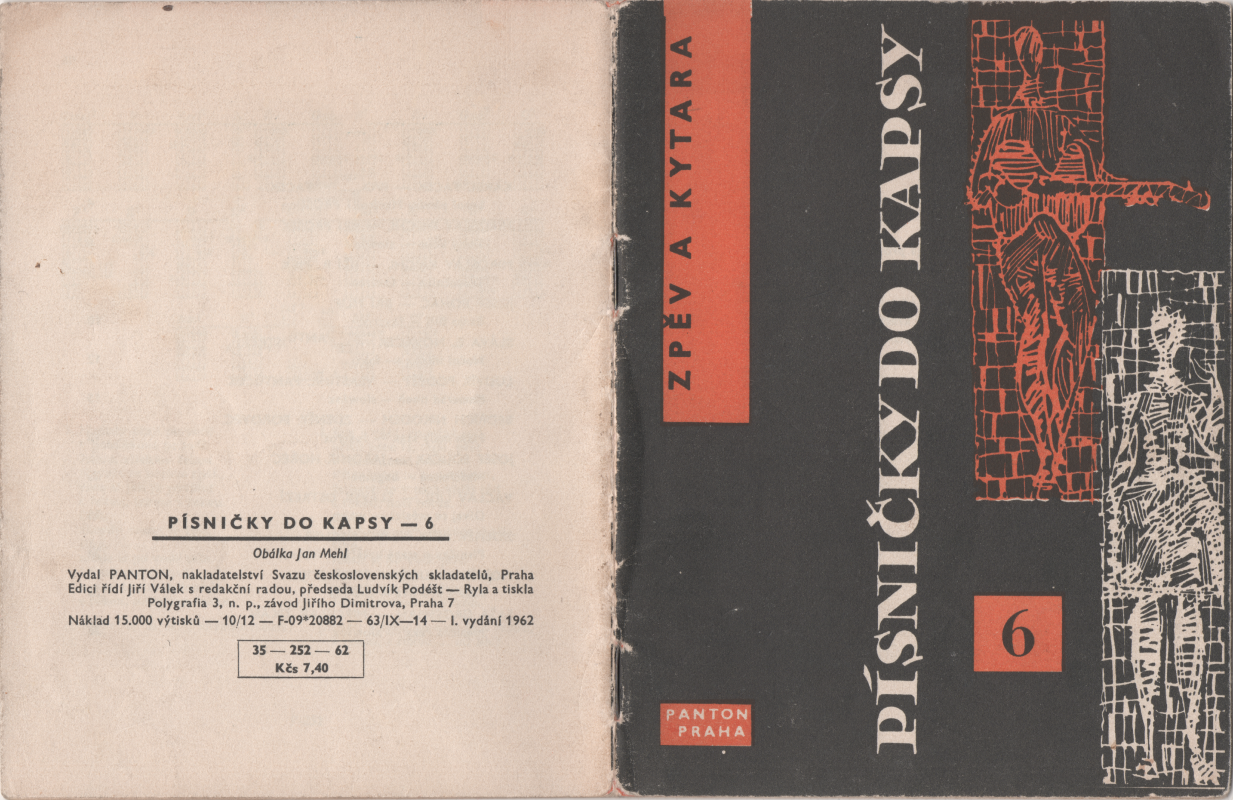 PÍSNIČKY DO KAPSY — 6
Obálka Jan Mehl
Vydal PANTON, nakladatelství Svazu československých skladatelů, Praha
Edici řídí Jiří Válek s redakční radou, předseda Ludvík Podéšt — Ryla a tiskla
Polygrafia 3, n. p., závod Jiřího Dimitrova, Praha 7
Náklad 15.000 výtisků — 10/12 — F-09*20882 — 63/IX—14 — I. vydání 1962
35 — 252 — 62
Kčs 7,40
ZPĚV A KYTARA
PÍSNIČKY DO KAPSY
6
PANTON
PRAHA